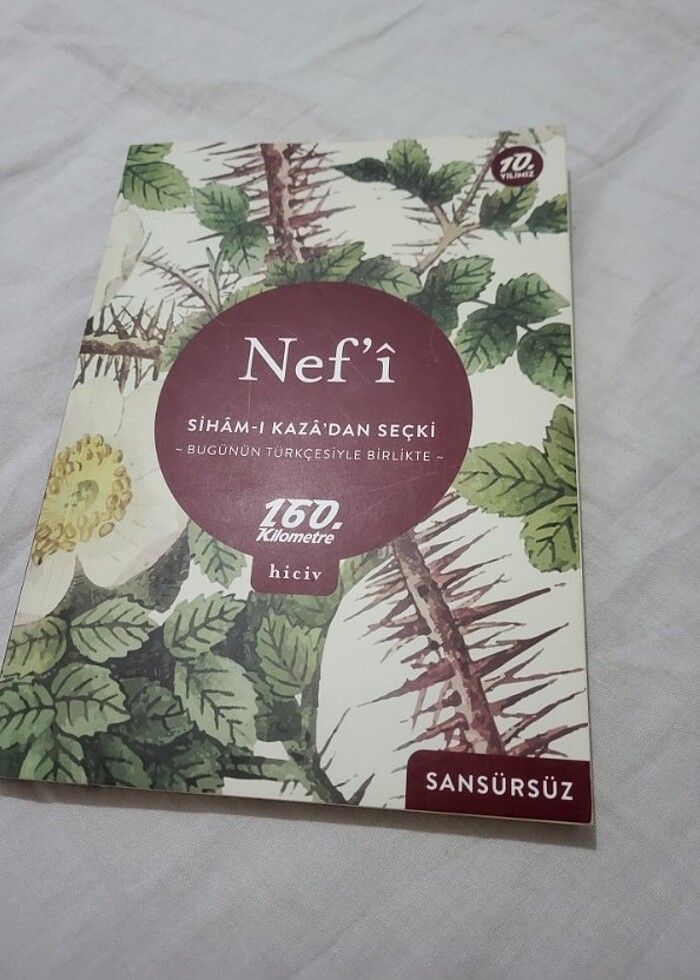 10.
YILIMIZ
Nef'î
SİHÂM-I KAZÂ'DAN SEÇKİ
~ BUGÜNÜN TÜRKÇESİYLE BİRLİKTE ~
160.
Kilometre
hiciv
SANSÜRSÜZ